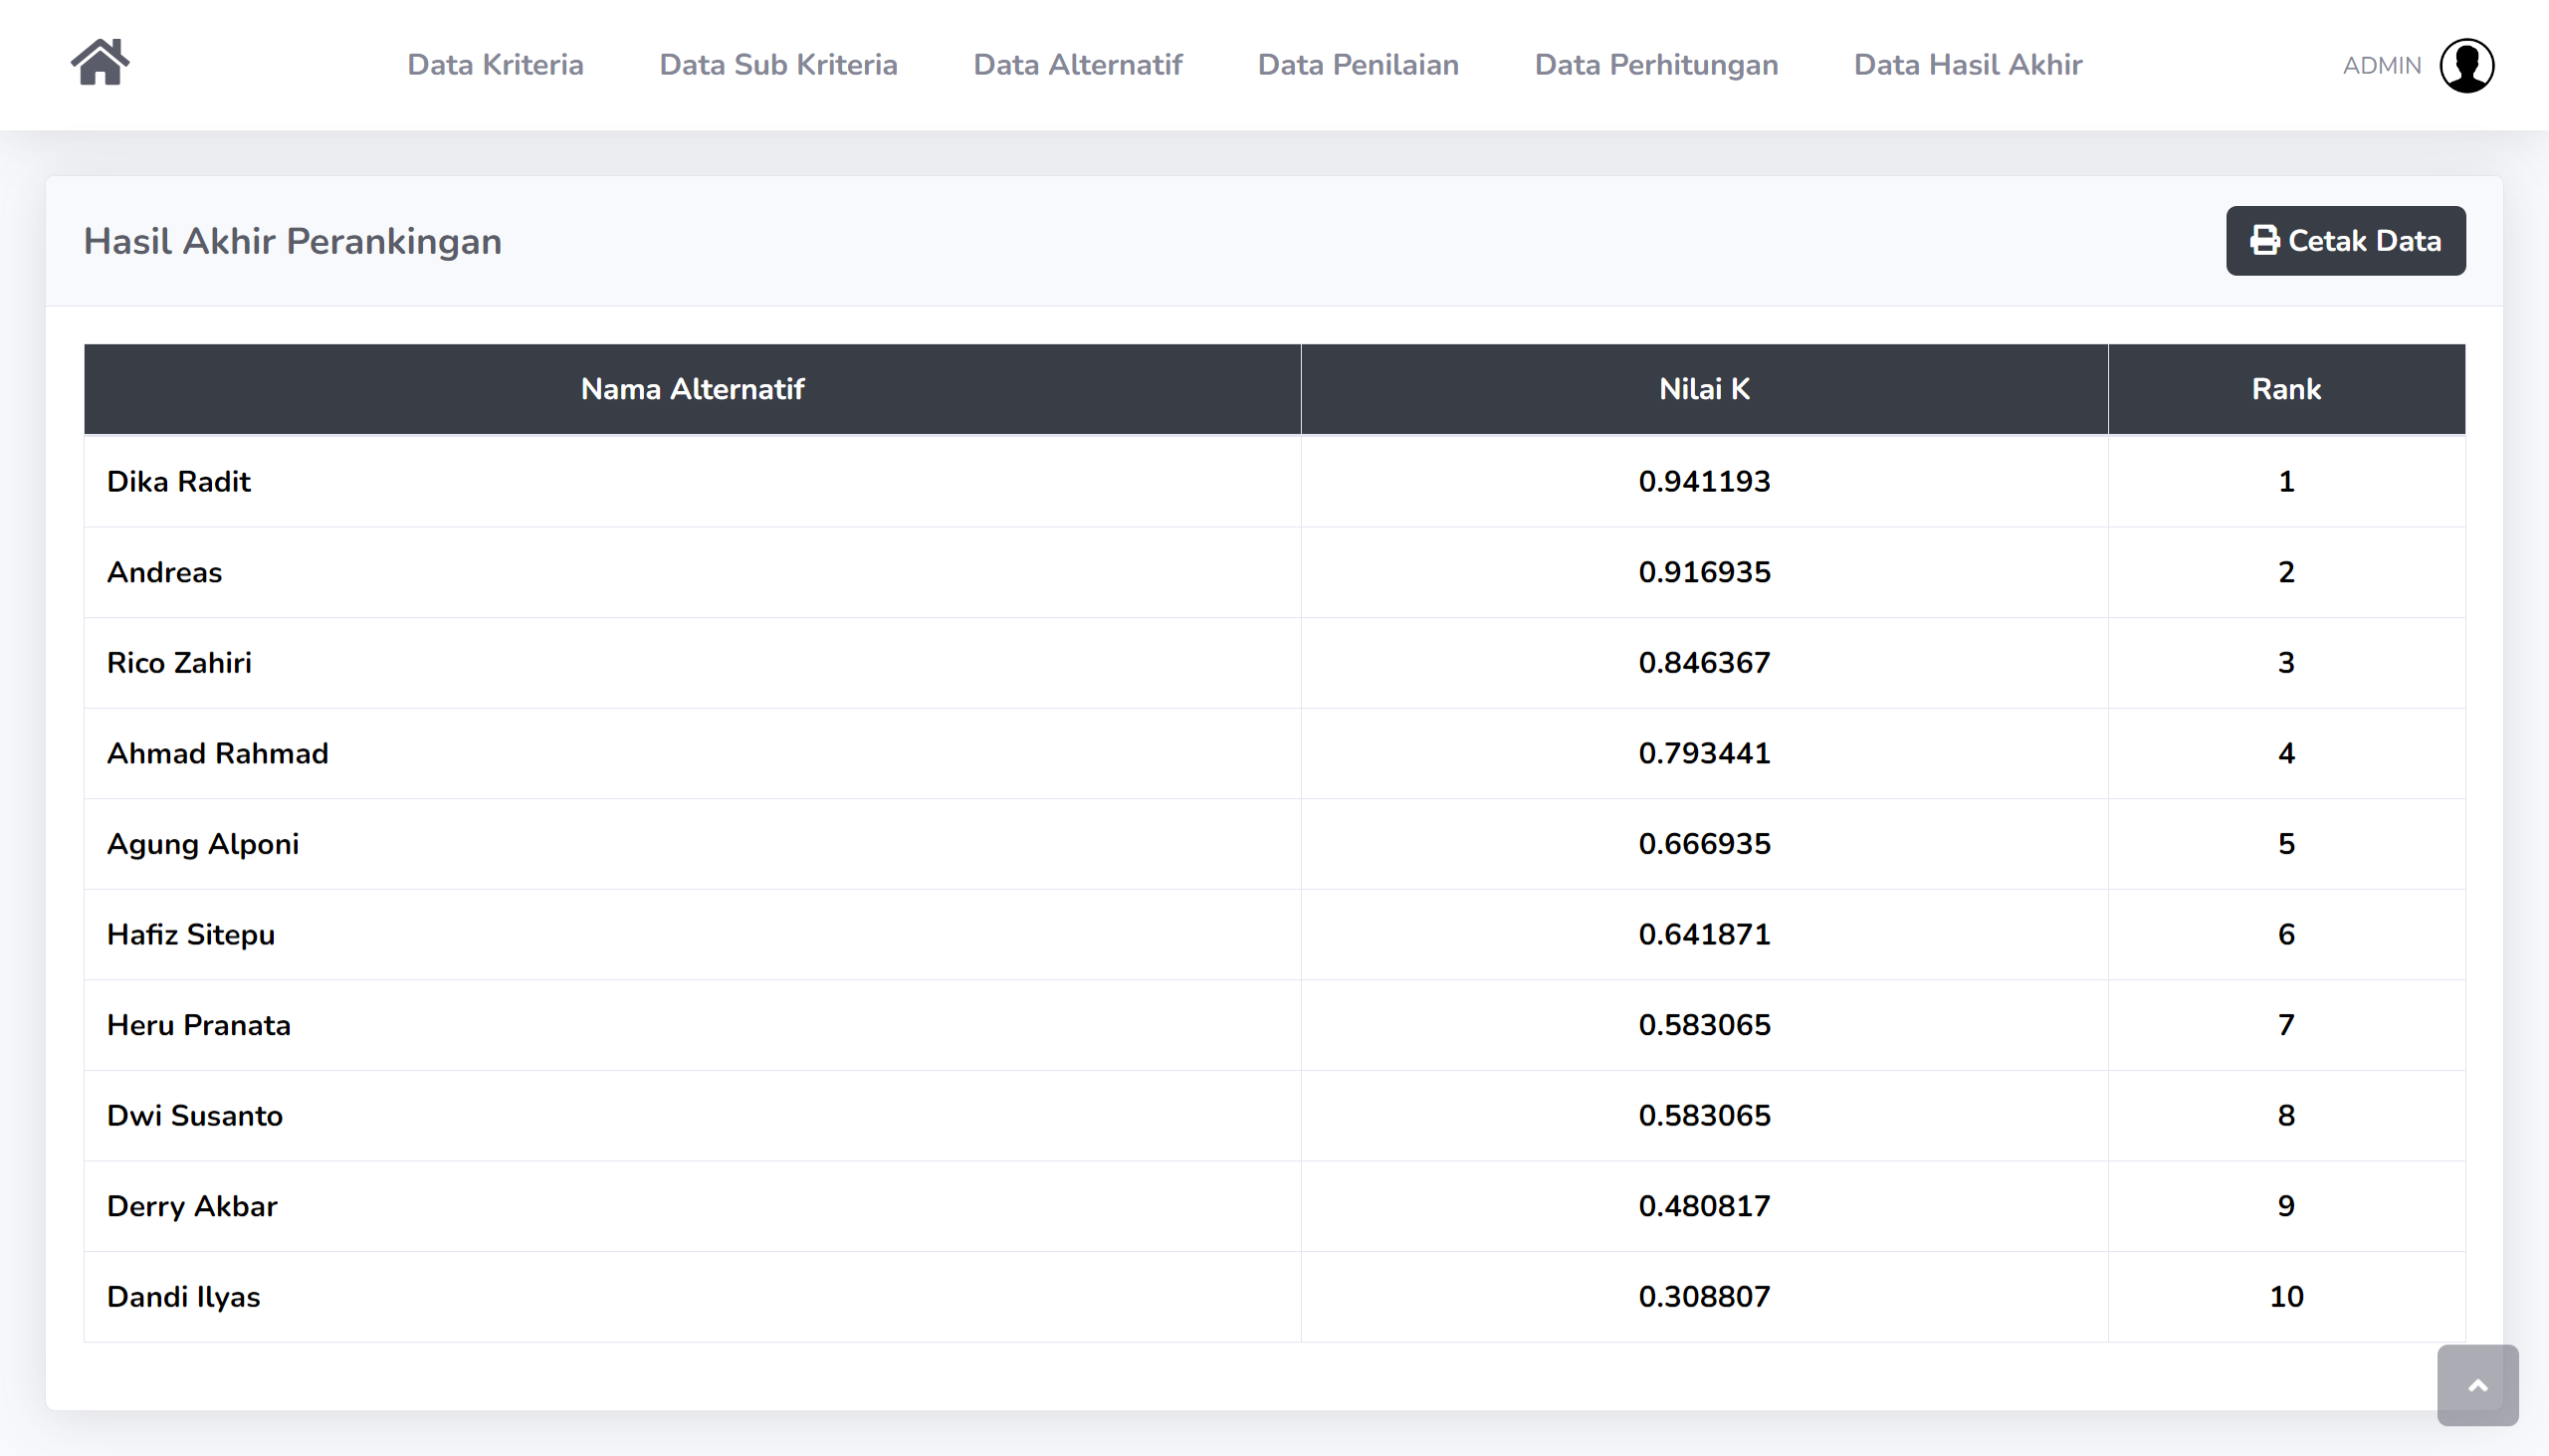 Data Kriteria Data Sub Kriteria Data Alternatif Data Penilaian Data Perhitungan Data Hasil Akhir ADMIN
Hasil Akhir Perankingan Cetak Data
Nama Alternatif Nilai K Rank
Dika Radit 0.941193 1
Andreas 0.916935 2
Rico Zahiri 0.846367 3
Ahmad Rahmad 0.793441 4
Agung Alponi 0.666935 5
Hafiz Sitepu 0.641871 6
Heru Pranata 0.583065 7
Dwi Susanto 0.583065 8
Derry Akbar 0.480817 9
Dandi Ilyas 0.308807 10